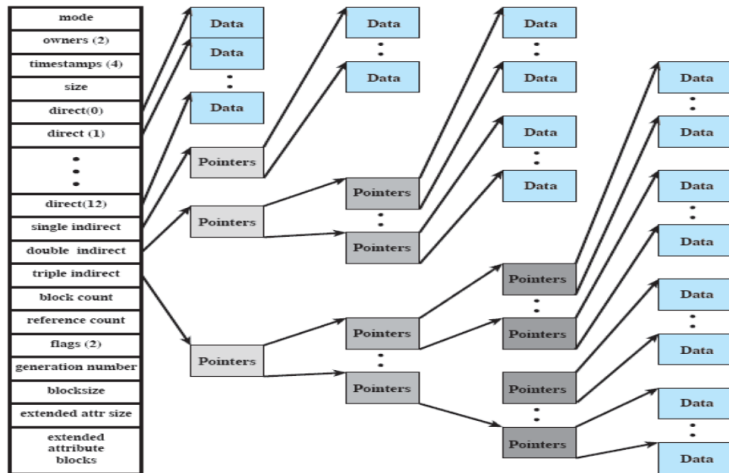 mode
owners (2)
timestamps (4)
size
direct(0)
direct (1)
direct(12)
single indirect
double indirect
triple indirect
block count
reference count
flags (2)
generation number
blocksize
extended attr size
extended
attribute
blocks
Data
Data
Data
Pointers
Pointers
Pointers
Data
Data
Pointers
Pointers
Pointers
Pointers
Data
Data
Data
Data
Pointers
Pointers
Pointers
Pointers
Data
Data
Data
Data
Data
Data
Data
Data